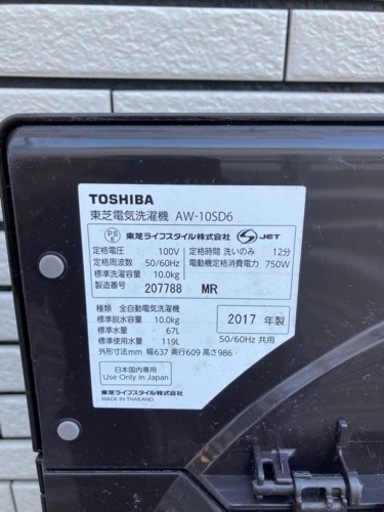 TOSHIBA
東芝電気洗濯機 AW-10SD6
PS E 東芝ライフスタイル株式会社 S JET
定格電圧 100V 定格時間 洗いのみ 12分
定格周波数 50/60Hz 電動機定格消費電力 750W
標準洗濯容量 10.0kg
製造番号 207788 MR
種類 全自動電気洗濯機
標準脱水容量 10.0kg 2017 年製
標準水量 67L
標準使用水量 119L 50/60Hz 共用
外形寸法mm 幅637 奥行609 高さ986
日本国内専用
Use Only in Japan
東芝ライフスタイル株式会社
MADE IN THAILAND